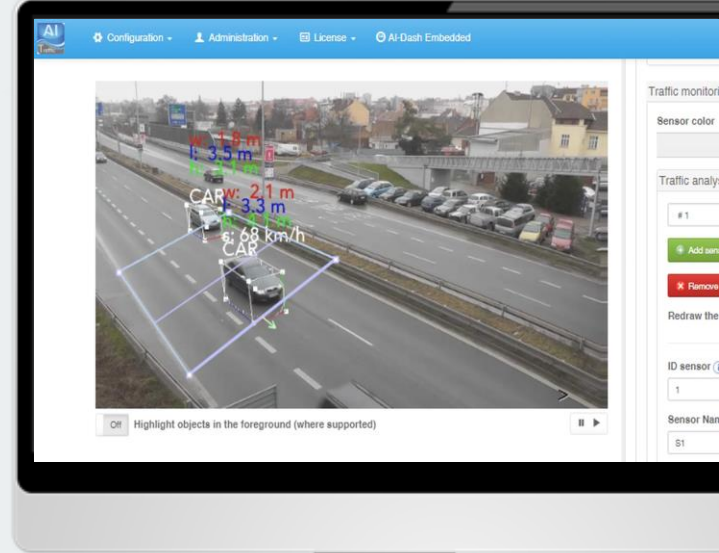 AI
Configuration
Administration
License
AI-Dash Embedded
Traffic monitori
Sensor color
Traffic analys
# 1
Add sens
Remove
Redraw the
ID sensor
1
Sensor Nam
S1
w: 1.8 m
l: 3.5 m
CAR
w: 2.1 m
l: 3.3 m
s: 68 km/h
CAR
Off
Highlight objects in the foreground (where supported)